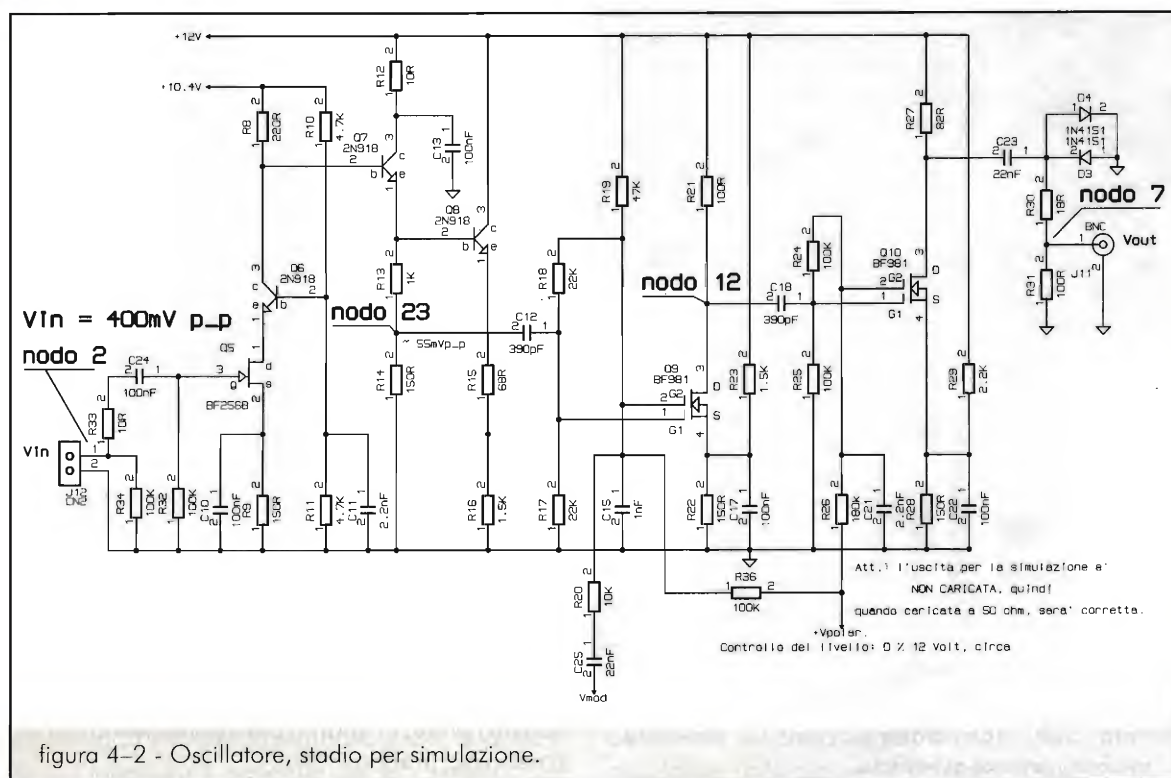 +12V
+10.4V
R12
10R
R8
220R
R10
4.7K
Q7
2N918
C13
100nF
Q8
2N918
R19
47K
R21
100R
R27
82R
D4
1N4151
1N4151
D3
C23
22nF
R30
18R
nodo 7
BNC
Vout
J11
R31
100R
Q6
2N918
R13
1K
R18
22K
nodo 12
R24
100K
Q10
BF981
G2
D
S
G1
C18
390pF
nodo 23
~ 55mVp_p
C12
390pF
Vin = 400mV p_p
nodo 2
C24
100nF
Q5
BF256B
R33
10R
Vin
J12
CN2
R34
100K
R32
100K
C10
100nF
R9
150R
R11
4.7K
C11
2.2nF
R14
150R
R15
68R
R16
1.5K
R17
22K
Q9
BF981
G2
D
S
G1
R23
1.5K
R25
100K
R29
2.2K
C15
1nF
R22
150R
C17
100nF
R26
180k
C21
2.2nF
R28
150R
C22
100nF
R20
10K
C25
22nF
Vmod
R36
100K
Att.! l'uscita per la simulazione e'
NON CARICATA, quindi
quando caricata a 50 ohm, sara' corretta.
+Vpolar.
Controllo del livello: 0 % 12 Volt, circa
figura 4–2 - Oscillatore, stadio per simulazione.